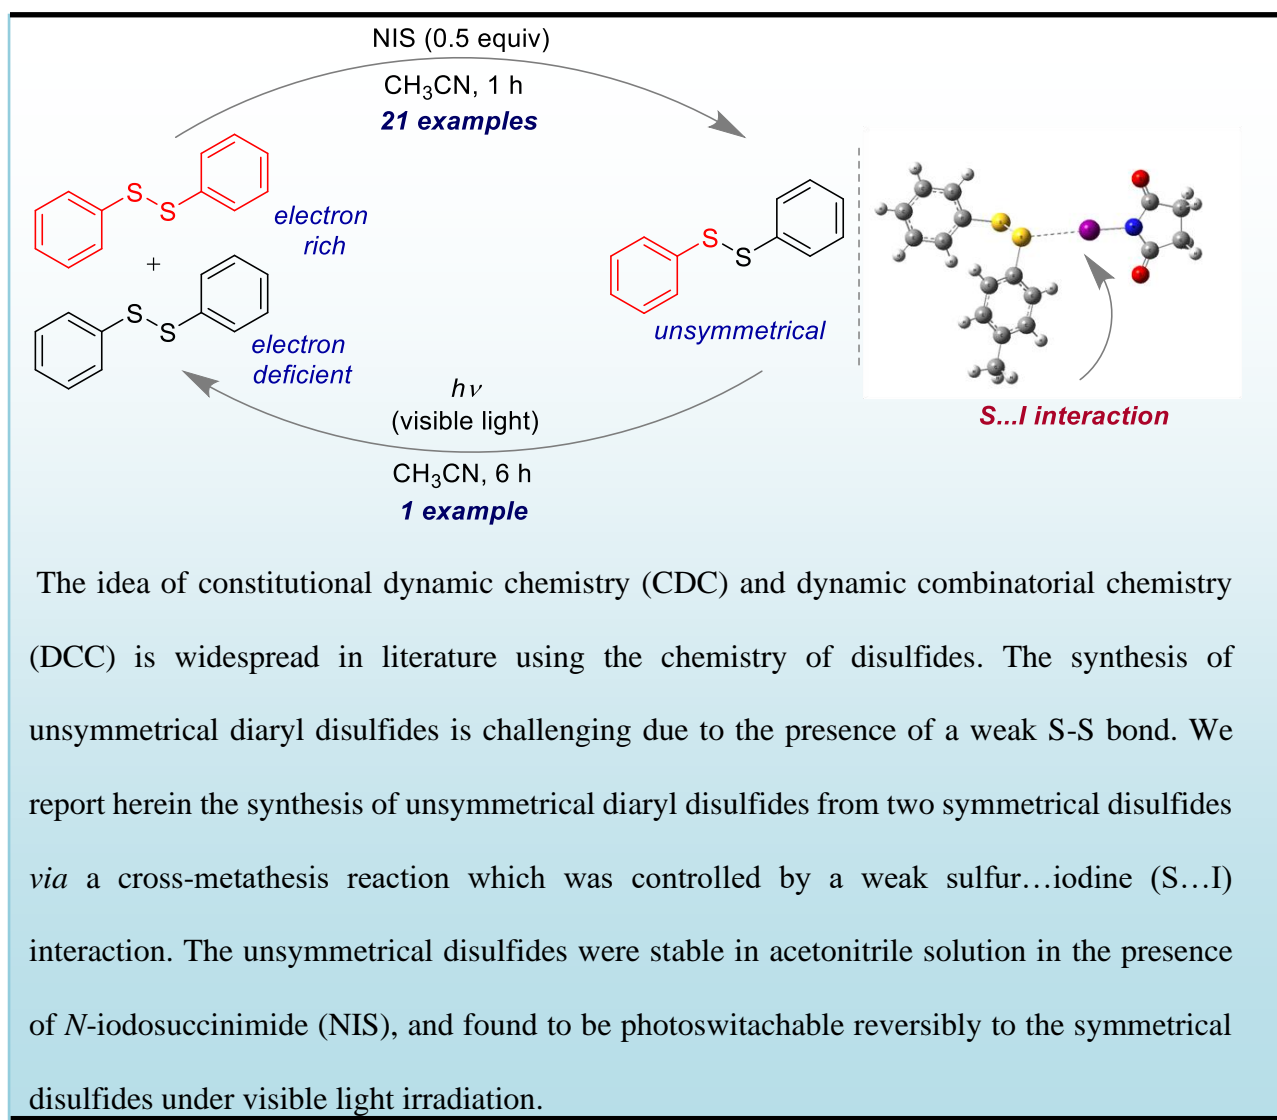 NIS (0.5 equiv)
CH₃CN, 1 h
21 examples
S
S
electron
rich
+
S
S
electron
deficient
S
S
unsymmetrical
hν
(visible light)
CH₃CN, 6 h
1 example
S...I interaction
The idea of constitutional dynamic chemistry (CDC) and dynamic combinatorial chemistry
(DCC) is widespread in literature using the chemistry of disulfides. The synthesis of
unsymmetrical diaryl disulfides is challenging due to the presence of a weak S-S bond. We
report herein the synthesis of unsymmetrical diaryl disulfides from two symmetrical disulfides
via a cross-metathesis reaction which was controlled by a weak sulfur…iodine (S…I)
interaction. The unsymmetrical disulfides were stable in acetonitrile solution in the presence
of N-iodosuccinimide (NIS), and found to be photoswitachable reversibly to the symmetrical
disulfides under visible light irradiation.